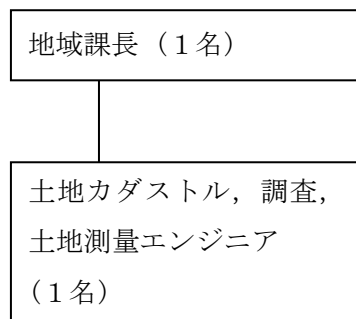 地域課長（１名）
土地カダストル，調査，
土地測量エンジニア
（１名）